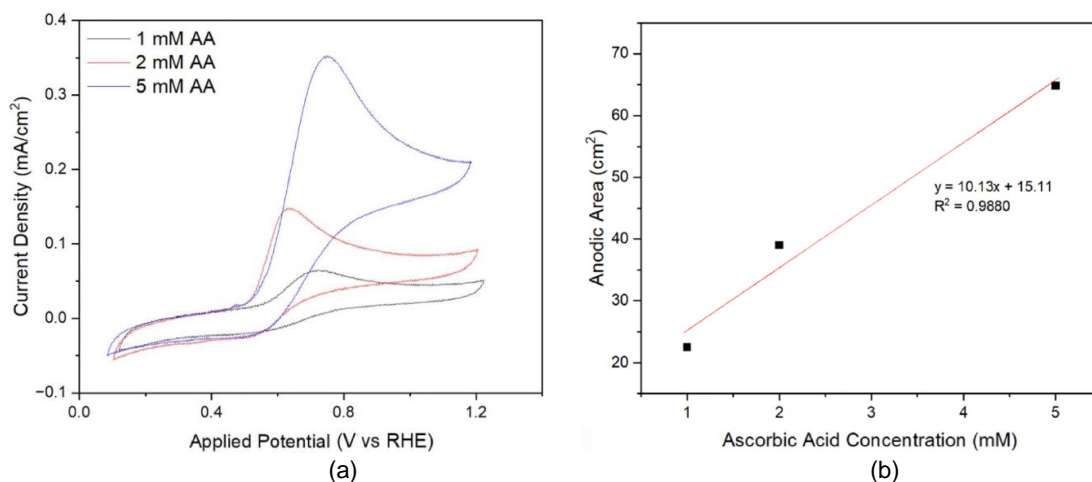 0.4
0.3
0.2
0.1
0.0
−0.1
Current Density (mA/cm²)
1 mM AA
2 mM AA
5 mM AA
0.0 0.4 0.8 1.2
Applied Potential (V vs RHE)
(a)
70
60
50
40
30
20
Anodic Area (cm²)
y = 10.13x + 15.11
R² = 0.9880
1 2 3 4 5
Ascorbic Acid Concentration (mM)
(b)